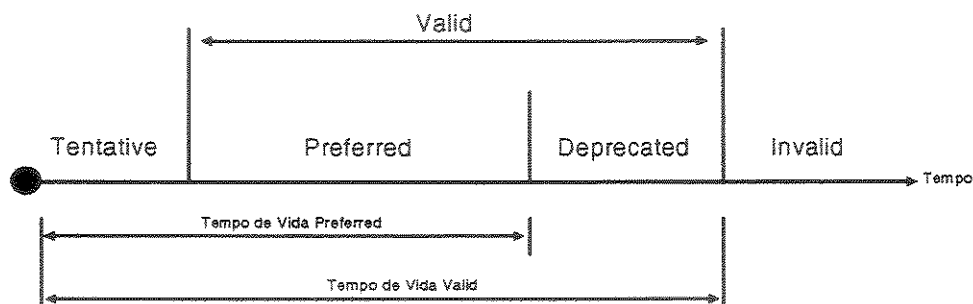 Valid
Tentative Preferred Deprecated Invalid
Tempo
Tempo de Vida Preferred
Tempo de Vida Valid